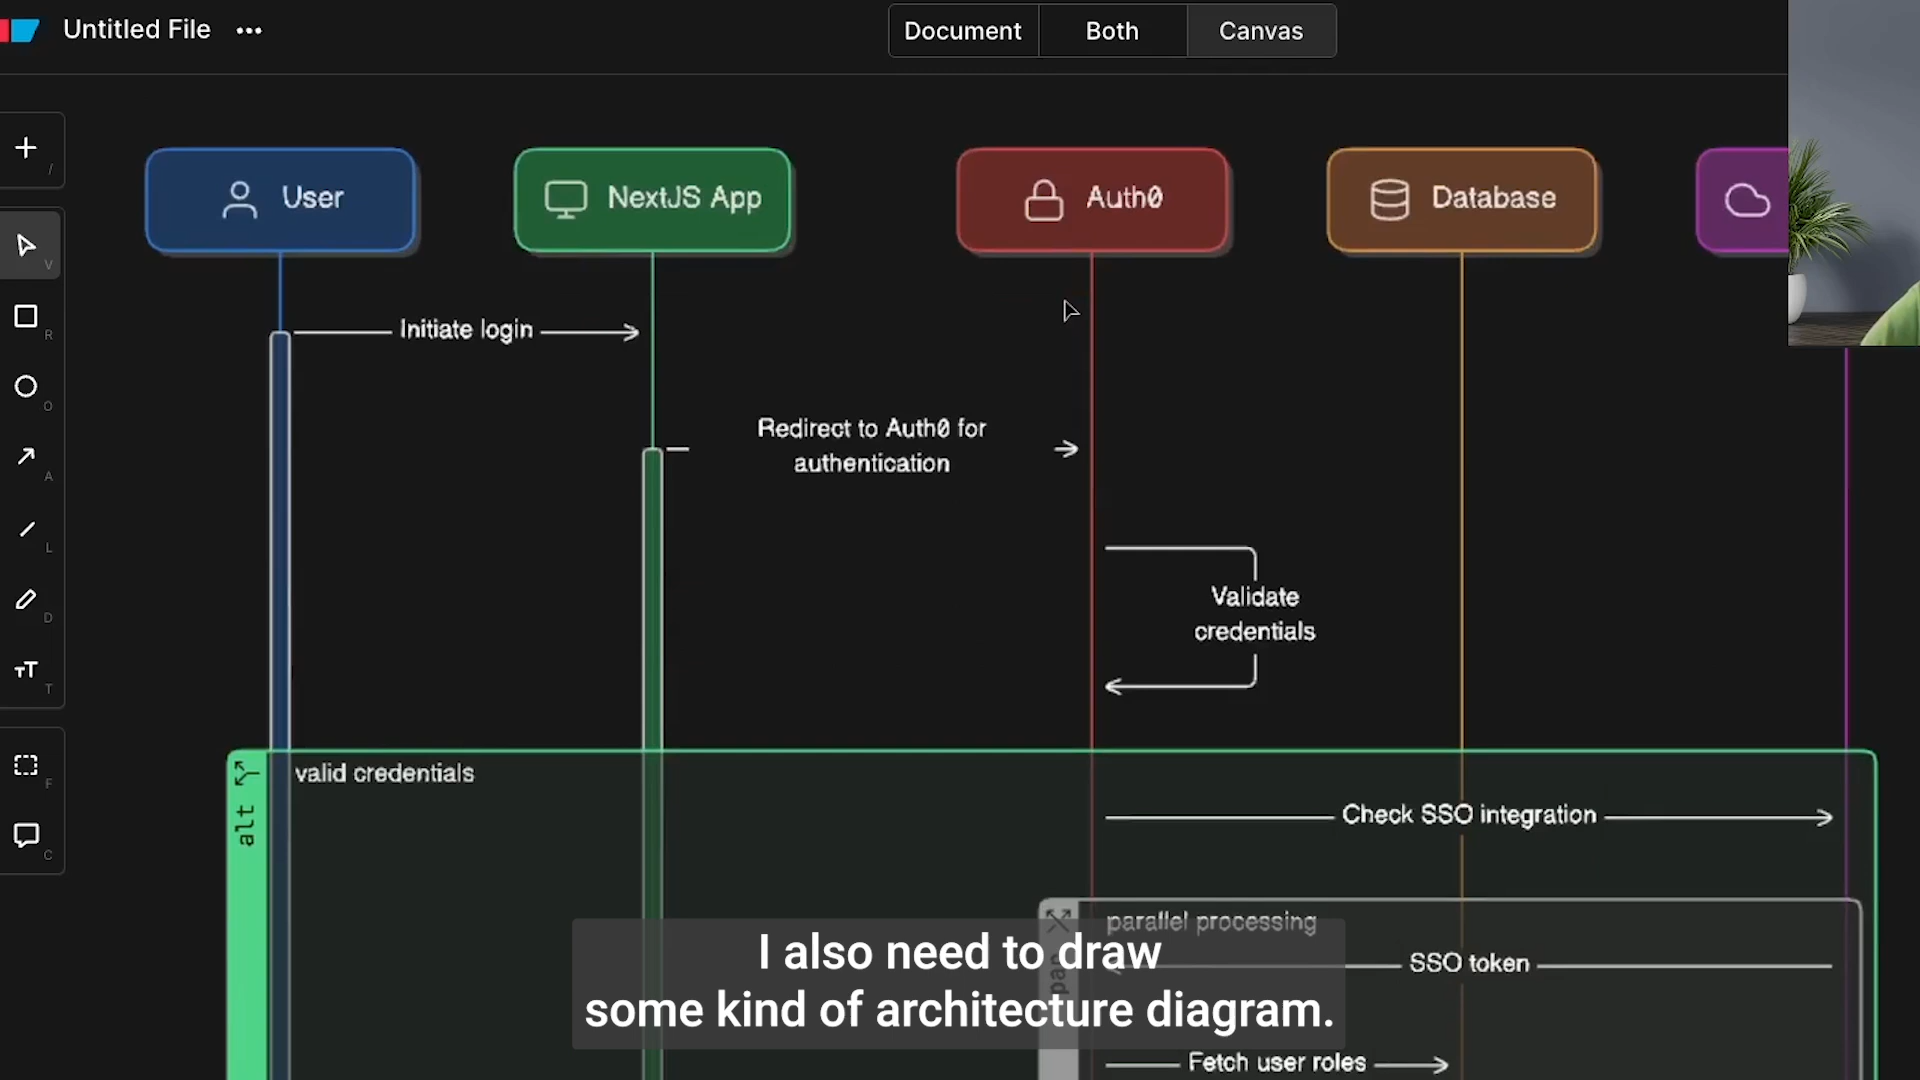 Untitled File
Document
Both
Canvas
/
V
R
O
A
L
D
T
F
C
User
NextJS App
Auth0
Database
Initiate login
Redirect to Auth0 for
authentication
Validate
credentials
alt
valid credentials
Check SSO integration
parallel processing
SSO token
Fetch user roles
I also need to draw
some kind of architecture diagram.